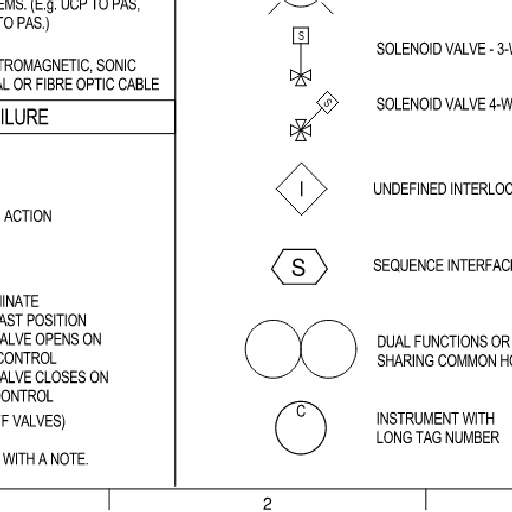 EMS. (E.g. UCP TO PAS,
TO PAS.)
TROMAGNETIC, SONIC
AL OR FIBRE OPTIC CABLE
ILURE
ACTION
INATE
AST POSITION
ALVE OPENS ON
CONTROL
ALVE CLOSES ON
ONTROL
F VALVES)
WITH A NOTE.
S
SOLENOID VALVE - 3-W
S
SOLENOID VALVE 4-W
I
UNDEFINED INTERLOC
S
SEQUENCE INTERFAC
DUAL FUNCTIONS OR
SHARING COMMON HO
C
INSTRUMENT WITH
LONG TAG NUMBER
2